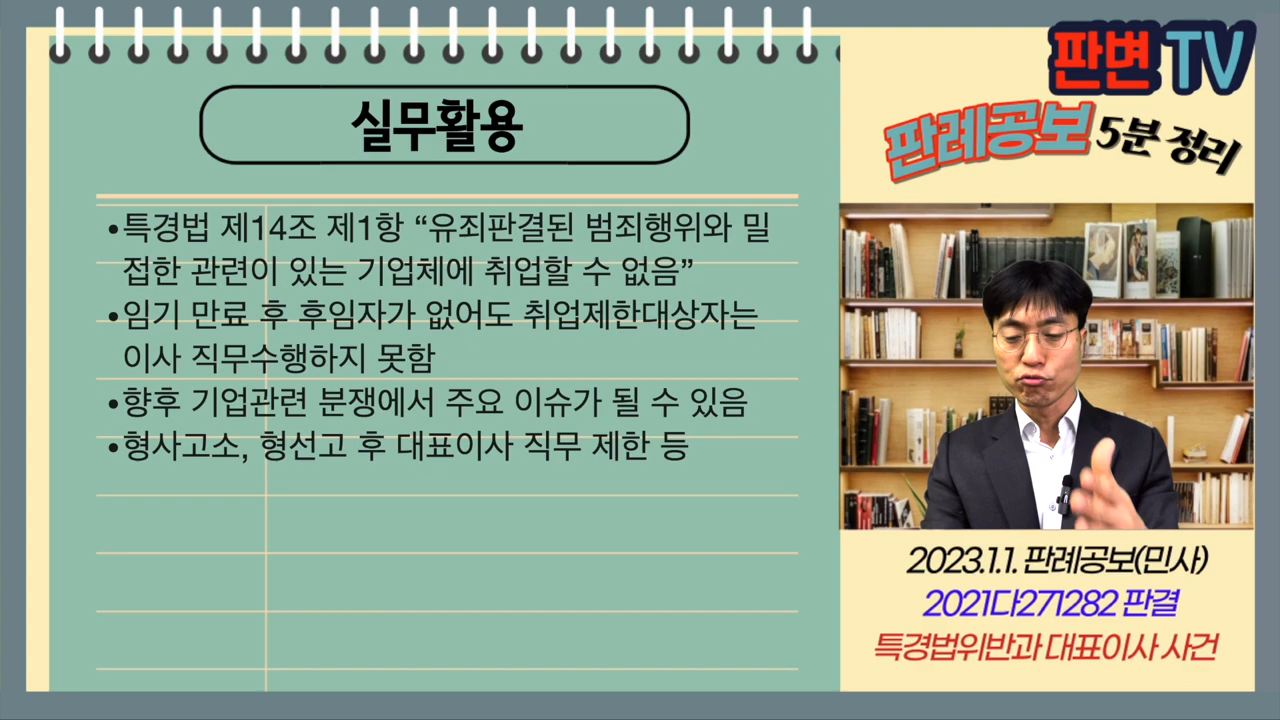 실무활용
•특경법 제14조 제1항 “유죄판결된 범죄행위와 밀
접한 관련이 있는 기업체에 취업할 수 없음”
•임기 만료 후 후임자가 없어도 취업제한대상자는
이사 직무수행하지 못함
•향후 기업관련 분쟁에서 주요 이슈가 될 수 있음
•형사고소, 형선고 후 대표이사 직무 제한 등
판변 TV
판례공보 5분 정리
2023.1.1. 판례공보(민사)
2021다271282 판결
특경법위반과 대표이사 사건